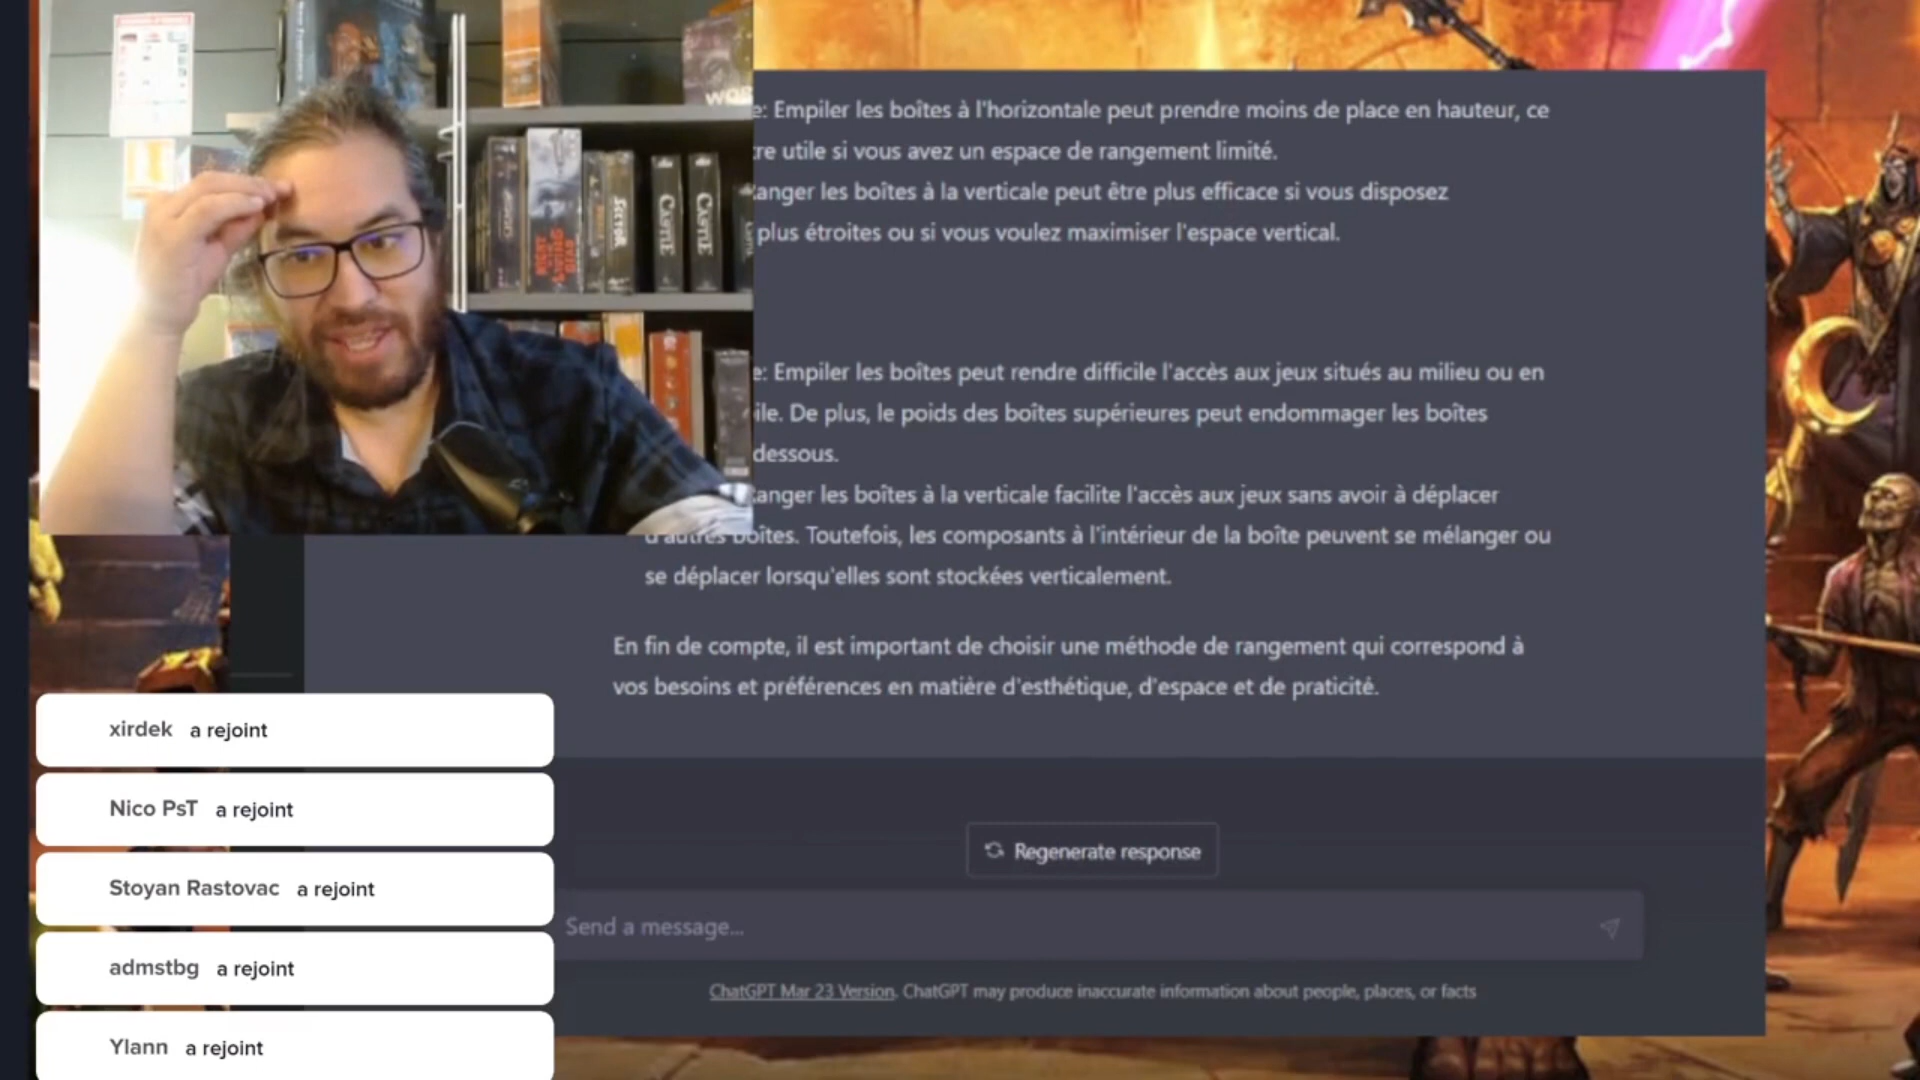 e: Empiler les boîtes à l'horizontale peut prendre moins de place en hauteur, ce
re utile si vous avez un espace de rangement limité.
anger les boîtes à la verticale peut être plus efficace si vous disposez
plus étroites ou si vous voulez maximiser l'espace vertical.
e: Empiler les boîtes peut rendre difficile l'accès aux jeux situés au milieu ou en
ile. De plus, le poids des boîtes supérieures peut endommager les boîtes
dessous.
anger les boîtes à la verticale facilite l'accès aux jeux sans avoir à déplacer
d'autres boîtes. Toutefois, les composants à l'intérieur de la boîte peuvent se mélanger ou
se déplacer lorsqu'elles sont stockées verticalement.
En fin de compte, il est important de choisir une méthode de rangement qui correspond à
vos besoins et préférences en matière d'esthétique, d'espace et de praticité.
Regenerate response
Send a message...
ChatGPT Mar 23 Version. ChatGPT may produce inaccurate information about people, places, or facts
xirdek a rejoint
Nico PsT a rejoint
Stoyan Rastovac a rejoint
admstbg a rejoint
Ylann a rejoint
CASTLE
CASTLE